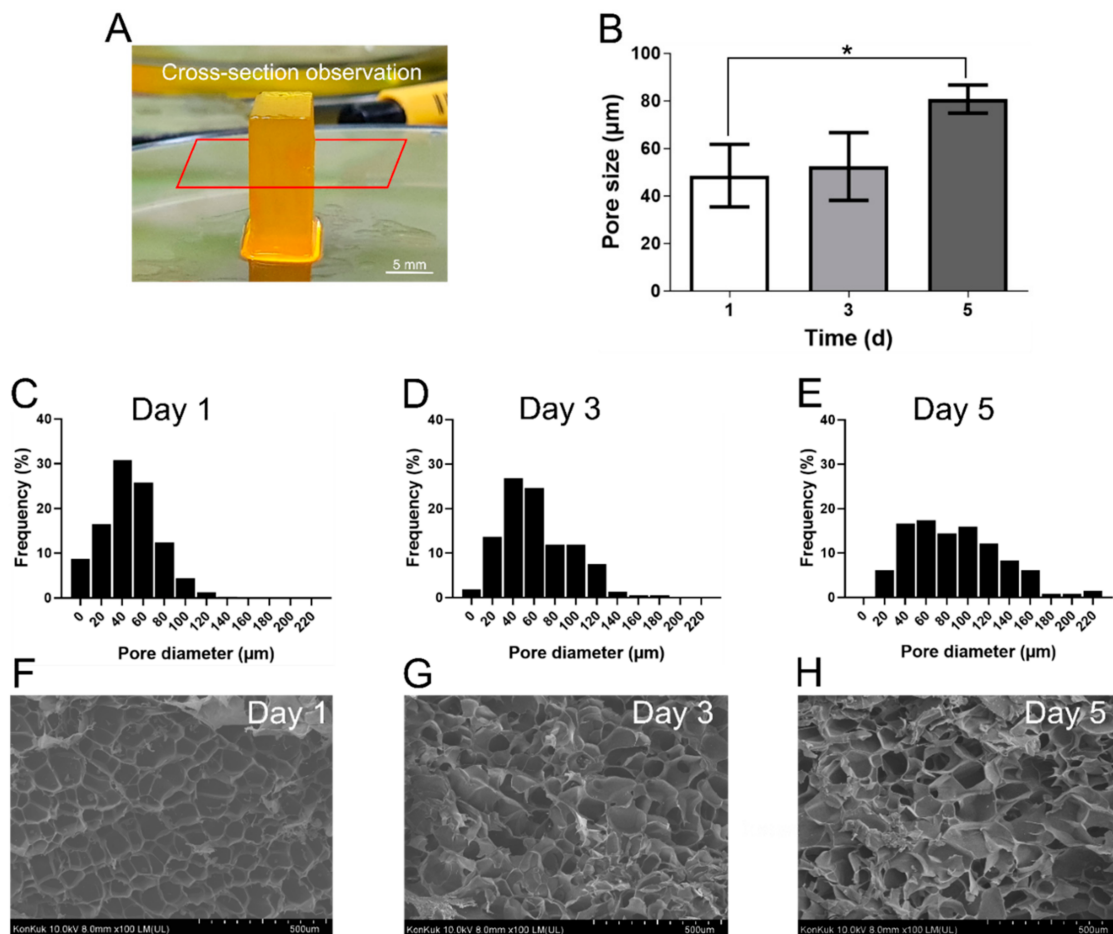 A
Cross-section observation
5 mm
B
*
Pore size (µm)
100
80
60
40
20
0
1
3
5
Time (d)
C
Day 1
Frequency (%)
40
30
20
10
0
0
20
40
60
80
100
120
140
160
180
200
220
Pore diameter (µm)
D
Day 3
Frequency (%)
40
30
20
10
0
0
20
40
60
80
100
120
140
160
180
200
220
Pore diameter (µm)
E
Day 5
Frequency (%)
40
30
20
10
0
0
20
40
60
80
100
120
140
160
180
200
220
Pore diameter (µm)
F
Day 1
KonKuk 10.0kV 8.0mm x100 LM(UL)
500um
G
Day 3
KonKuk 10.0kV 8.0mm x100 LM(UL)
500um
H
Day 5
KonKuk 10.0kV 8.0mm x100 LM(UL)
500um